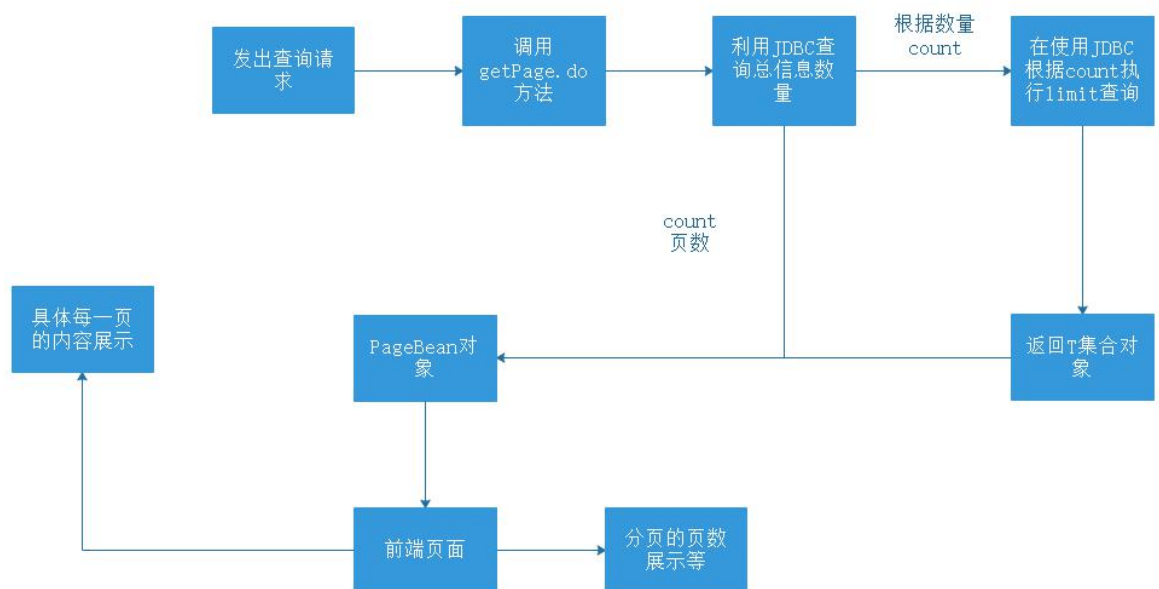 发出查询请
求
调用
getPage.do
方法
利用JDBC查
询总信息数
量
根据数量
count
在使用JDBC
根据count执
行limit查询
count
页数
具体每一页
的内容展示
PageBean对
象
返回T集合对
象
前端页面
分页的页数
展示等